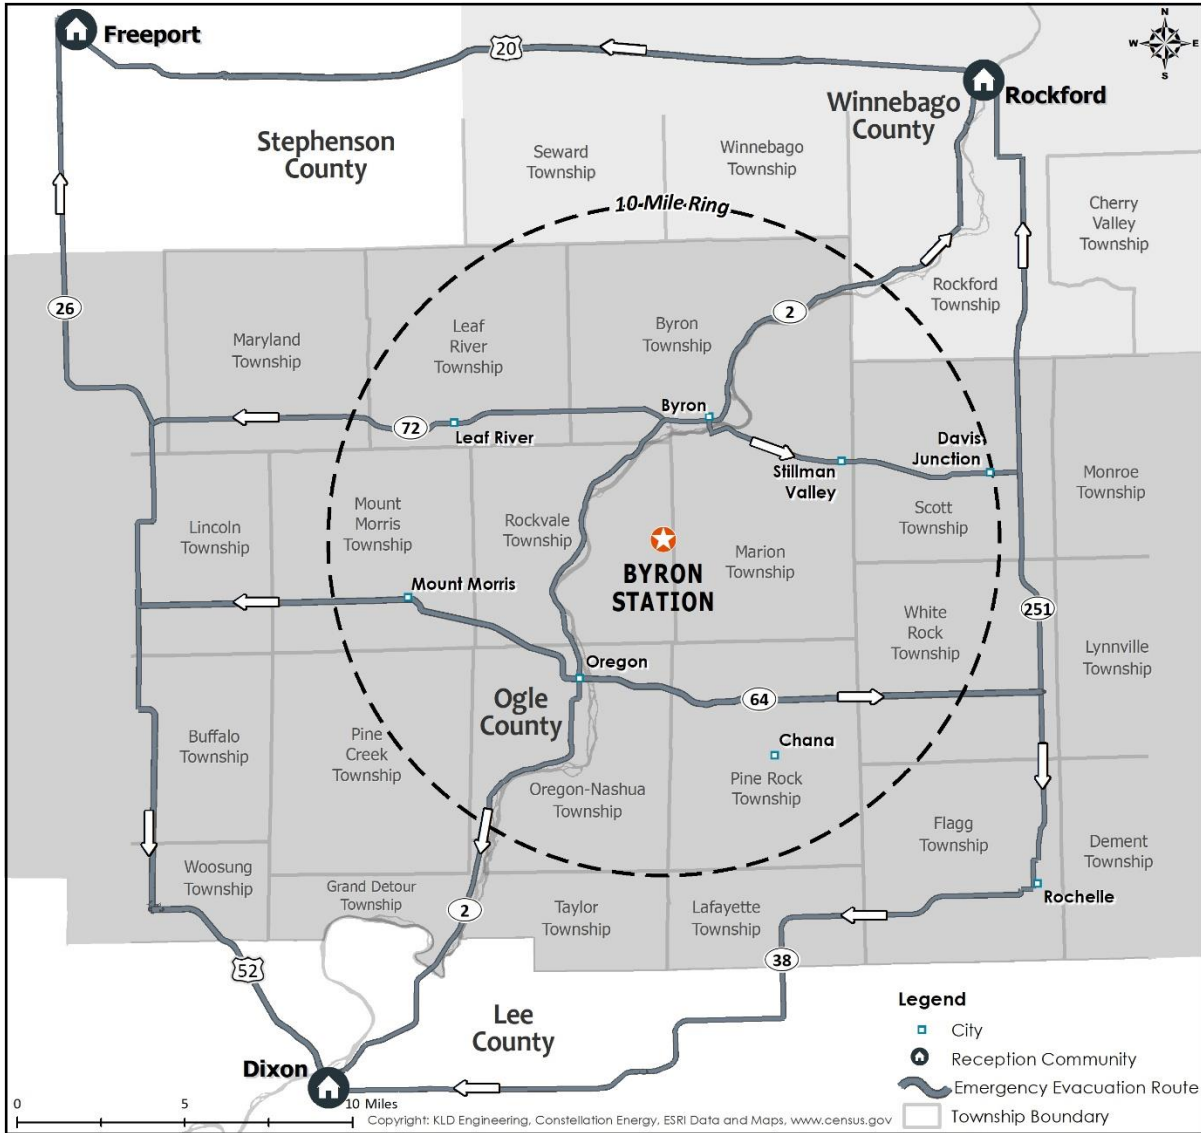 Freeport
20
N
W
E
S
Rockford
Winnebago
County
Stephenson
County
Seward
Township
Winnebago
Township
Cherry
Valley
Township
10-Mile Ring
26
2
Rockford
Township
Maryland
Township
Leaf
River
Township
Byron
Township
Byron
72
Leaf River
Stillman
Valley
Davis
Junction
Monroe
Township
Lincoln
Township
Mount
Morris
Township
Rockvale
Township
Scott
Township
Marion
Township
BYRON
STATION
Mount Morris
White
Rock
Township
251
Lynnville
Township
Oregon
Ogle
County
64
Buffalo
Township
Pine
Creek
Township
Chana
Oregon-Nashua
Township
Pine Rock
Township
Flagg
Township
Dement
Township
Woosung
Township
Grand Detour
Township
2
Taylor
Township
Lafayette
Township
Rochelle
52
38
Lee
County
Dixon
Legend
City
Reception Community
Emergency Evacuation Route
Township Boundary
0
5
10 Miles
Copyright: KLD Engineering, Constellation Energy, ESRI Data and Maps, www.census.gov